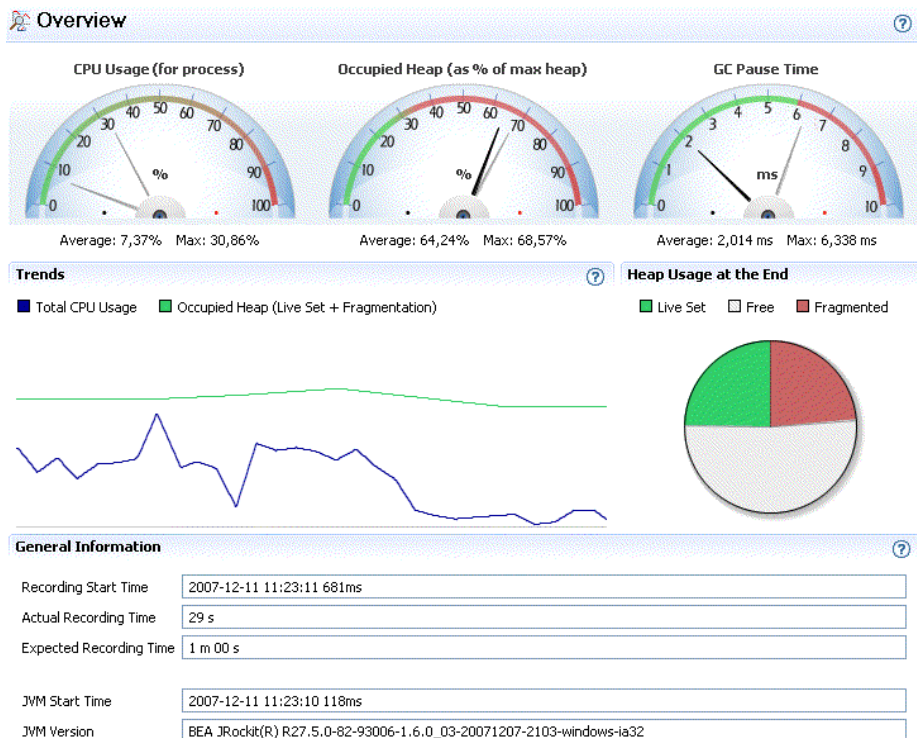 Overview
CPU Usage (for process)
0 10 20 30 40 50 60 70 80 90 100
%
Average: 7,37% Max: 30,86%
Occupied Heap (as % of max heap)
0 10 20 30 40 50 60 70 80 90 100
%
Average: 64,24% Max: 68,57%
GC Pause Time
0 1 2 3 4 5 6 7 8 9 10
ms
Average: 2,014 ms Max: 6,338 ms
Trends
Total CPU Usage Occupied Heap (Live Set + Fragmentation)
Heap Usage at the End
Live Set Free Fragmented
General Information
Recording Start Time 2007-12-11 11:23:11 681ms
Actual Recording Time 29 s
Expected Recording Time 1 m 00 s
JVM Start Time 2007-12-11 11:23:10 118ms
JVM Version BEA JRockit(R) R27.5.0-82-93006-1.6.0_03-20071207-2103-windows-ia32